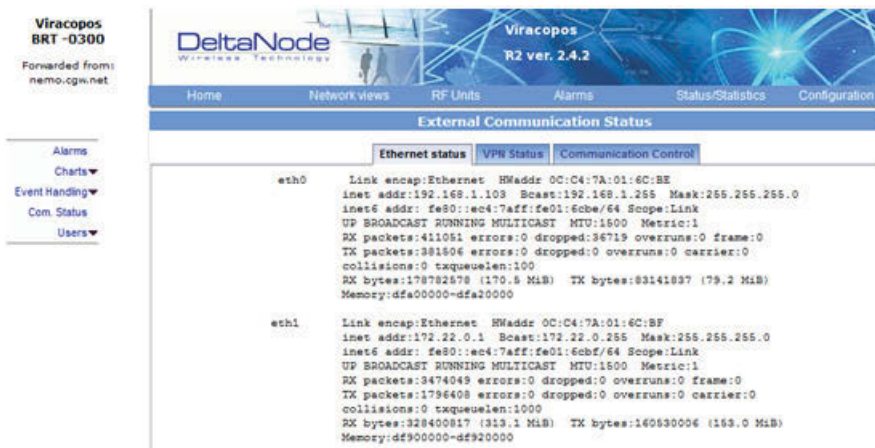 Viracopos
BRT -0300
Forwarded from:
nemo.cgw.net
DeltaNode
Wireless Technology
Viracopos
R2 ver. 2.4.2
Home Network views RF Units Alarms Status/Statistics Configuration
External Communication Status
Alarms
Charts
Event Handling
Com. Status
Users
Ethernet status VPN Status Communication Control
eth0 Link encap:Ethernet HWaddr 0C:C4:7A:01:6C:BE
inet addr:192.168.1.103 Bcast:192.168.1.255 Mask:255.255.255.0
inet6 addr: fe80::ec4:7aff:fe01:6cbe/64 Scope:Link
UP BROADCAST RUNNING MULTICAST MTU:1500 Metric:1
RX packets:411051 errors:0 dropped:36719 overruns:0 frame:0
TX packets:381506 errors:0 dropped:0 overruns:0 carrier:0
collisions:0 txqueuelen:100
RX bytes:178782578 (170.5 MiB) TX bytes:83141837 (79.2 MiB)
Memory:dfa00000-dfa20000
eth1 Link encap:Ethernet HWaddr 0C:C4:7A:01:6C:BF
inet addr:172.22.0.1 Bcast:172.22.0.255 Mask:255.255.255.0
inet6 addr: fe80::ec4:7aff:fe01:6cbf/64 Scope:Link
UP BROADCAST RUNNING MULTICAST MTU:1500 Metric:1
RX packets:3474049 errors:0 dropped:0 overruns:0 frame:0
TX packets:1796408 errors:0 dropped:0 overruns:0 carrier:0
collisions:0 txqueuelen:1000
RX bytes:328400817 (313.1 MiB) TX bytes:160530006 (153.0 MiB)
Memory:df900000-df920000